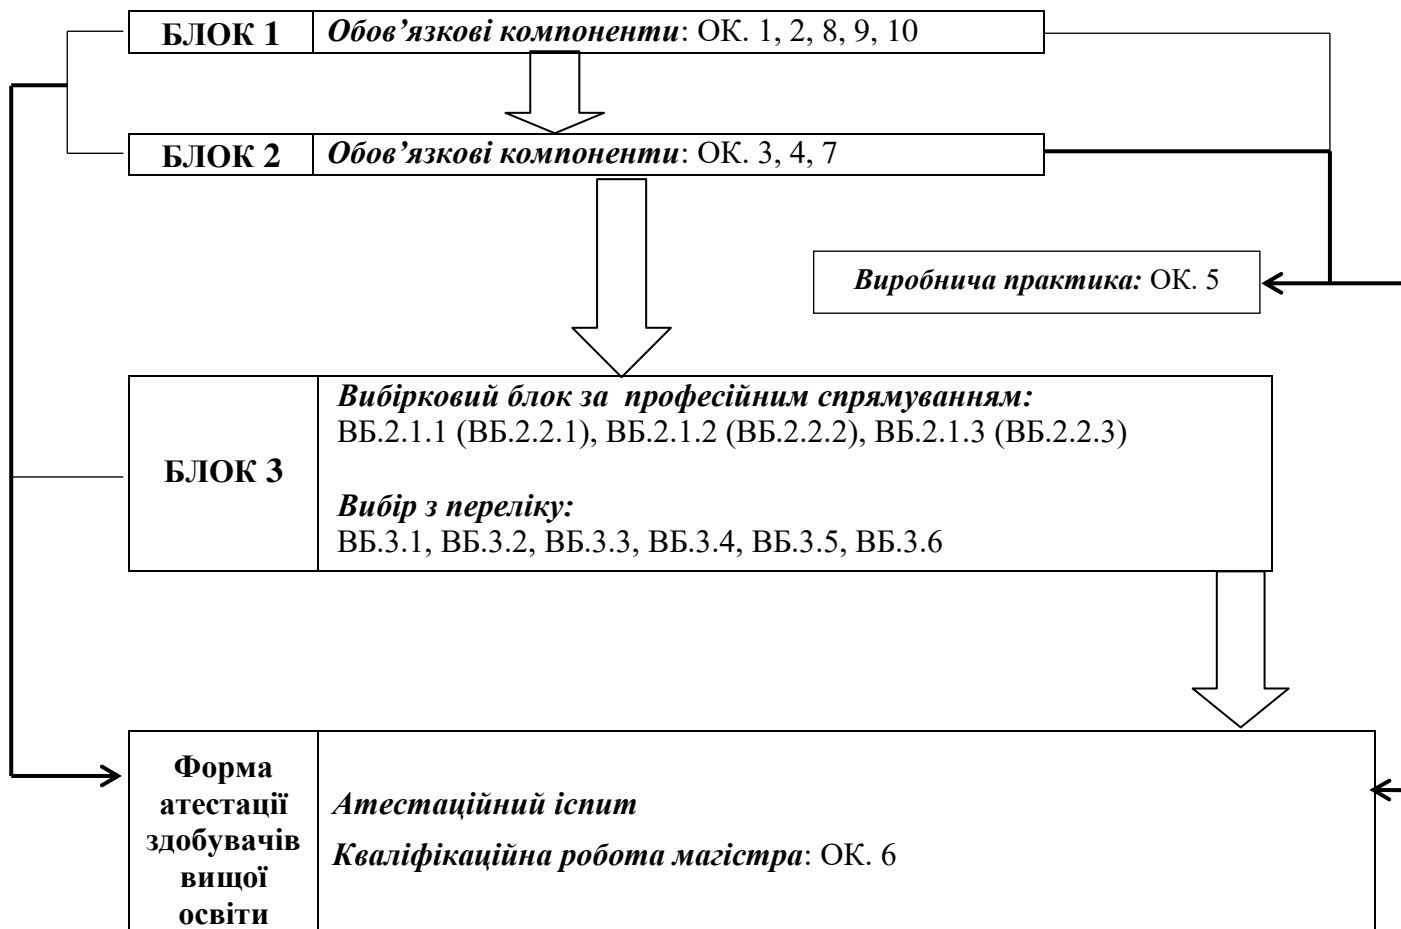 БЛОК 1 Обов’язкові компоненти: ОК. 1, 2, 8, 9, 10
БЛОК 2 Обов’язкові компоненти: ОК. 3, 4, 7
Виробнича практика: ОК. 5
БЛОК 3
Вибірковий блок за професійним спрямуванням:
ВБ.2.1.1 (ВБ.2.2.1), ВБ.2.1.2 (ВБ.2.2.2), ВБ.2.1.3 (ВБ.2.2.3)
Вибір з переліку:
ВБ.3.1, ВБ.3.2, ВБ.3.3, ВБ.3.4, ВБ.3.5, ВБ.3.6
Форма
атестації
здобувачів
вищої
освіти
Атестаційний іспит
Кваліфікаційна робота магістра: ОК. 6